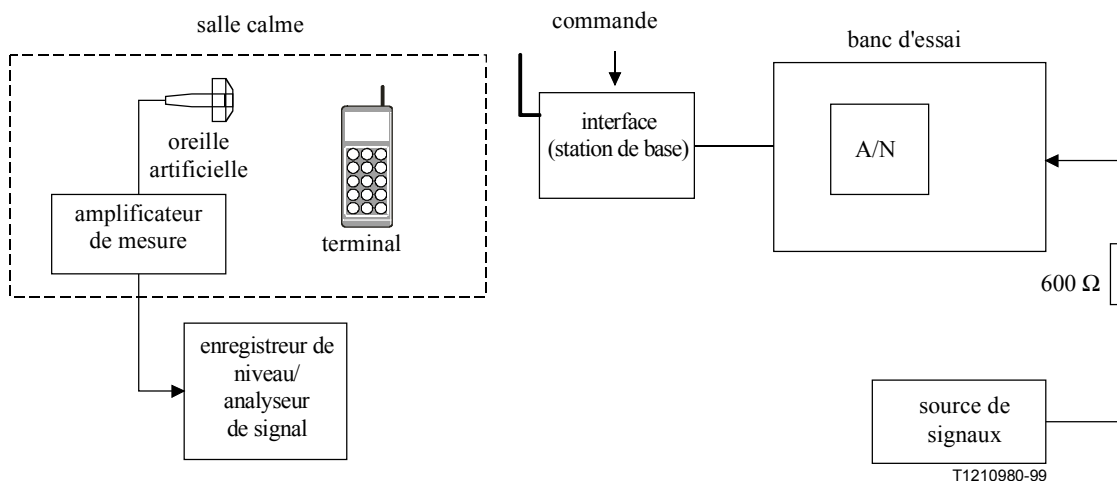 salle calme
oreille
artificielle
amplificateur
de mesure
terminal
enregistreur de
niveau/
analyseur
de signal
commande
interface
(station de base)
banc d'essai
A/N
600 Ω
source de
signaux
T1210980-99